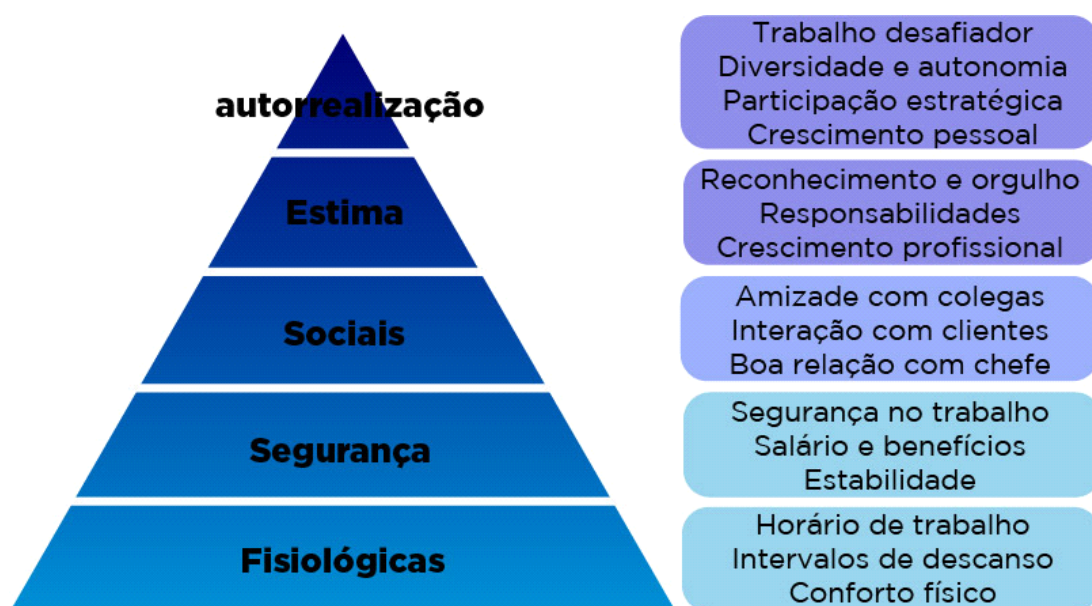 autorrealização
Trabalho desafiador
Diversidade e autonomia
Participação estratégica
Crescimento pessoal
Estima
Reconhecimento e orgulho
Responsabilidades
Crescimento profissional
Sociais
Amizade com colegas
Interação com clientes
Boa relação com chefe
Segurança
Segurança no trabalho
Salário e benefícios
Estabilidade
Fisiológicas
Horário de trabalho
Intervalos de descanso
Conforto físico